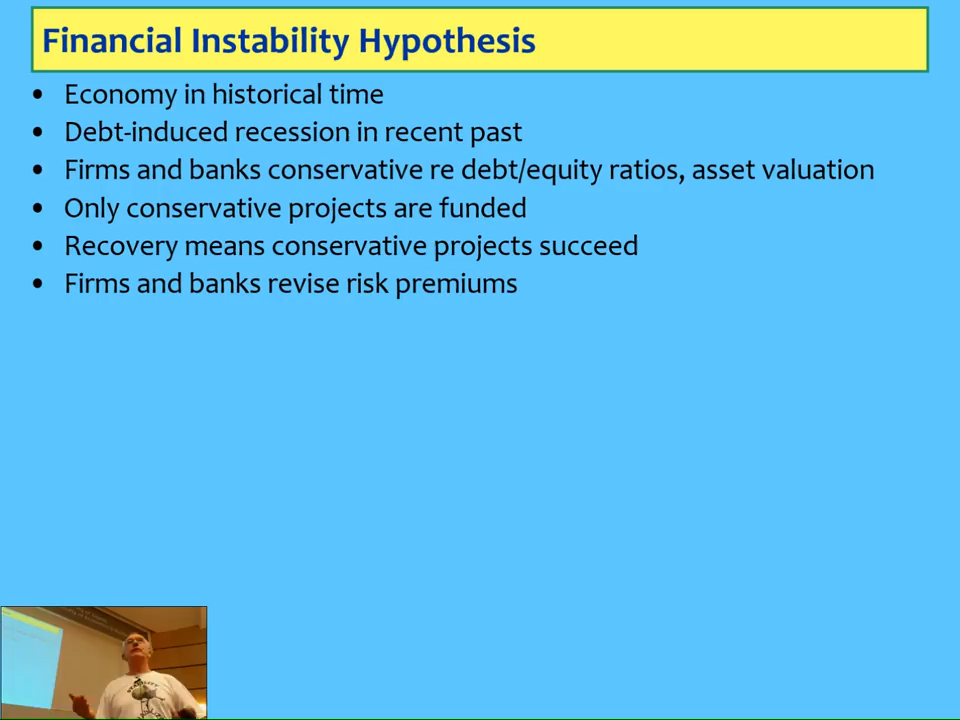 Financial Instability Hypothesis
• Economy in historical time
• Debt-induced recession in recent past
• Firms and banks conservative re debt/equity ratios, asset valuation
• Only conservative projects are funded
• Recovery means conservative projects succeed
• Firms and banks revise risk premiums